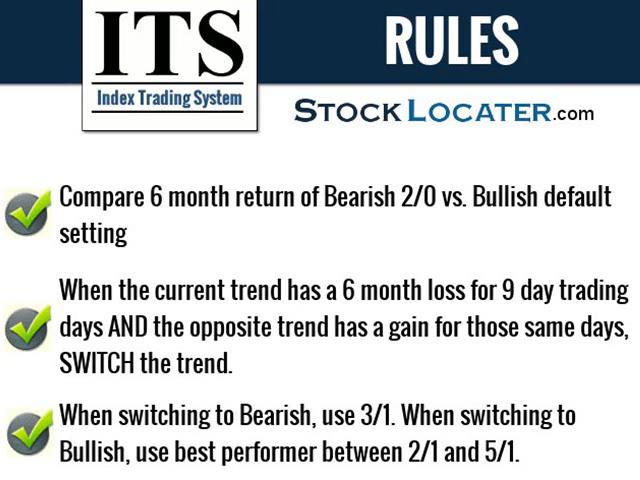 ITS
Index Trading System
RULES
STOCK LOCATER.com
Compare 6 month return of Bearish 2/0 vs. Bullish default
setting
When the current trend has a 6 month loss for 9 day trading
days AND the opposite trend has a gain for those same days,
SWITCH the trend.
When switching to Bearish, use 3/1. When switching to
Bullish, use best performer between 2/1 and 5/1.